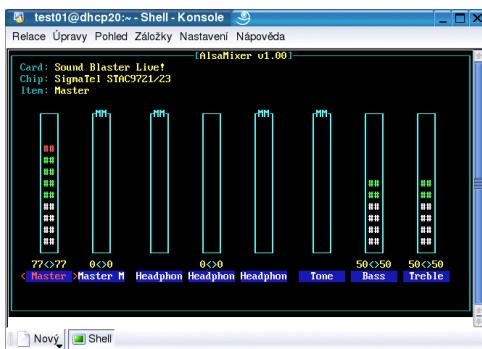 test01@dhcp20:~ - Shell - Konsole
Relace Úpravy Pohled Záložky Nastavení Nápověda
[AlsaMixer v1.00]
Card: Sound Blaster Live!
Chip: SigmaTel STAC9721/23
Item: Master
MM MM MM MM
##
##
## ## ##
## ## ##
## ## ##
## ## ##
## ## ##
## ## ##
##
77<>77 0<>0 0<>0 50<>50 50<>50
< Master >Master M Headphon Headphon Headphon Tone Bass Treble
Nový Shell